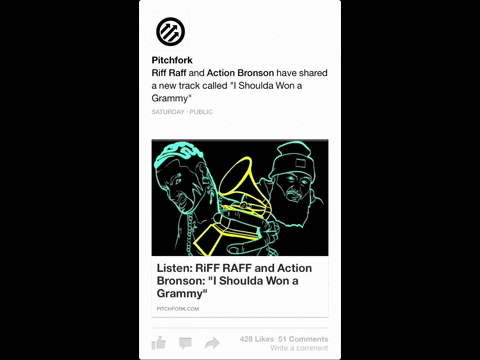 Pitchfork
Riff Raff and Action Bronson have shared
a new track called "I Shoulda Won a
Grammy"
SATURDAY · PUBLIC
Listen: RiFF RAFF and Action
Bronson: "I Shoulda Won a
Grammy"
PITCHFORK.COM
428 Likes 51 Comments
Write a comment